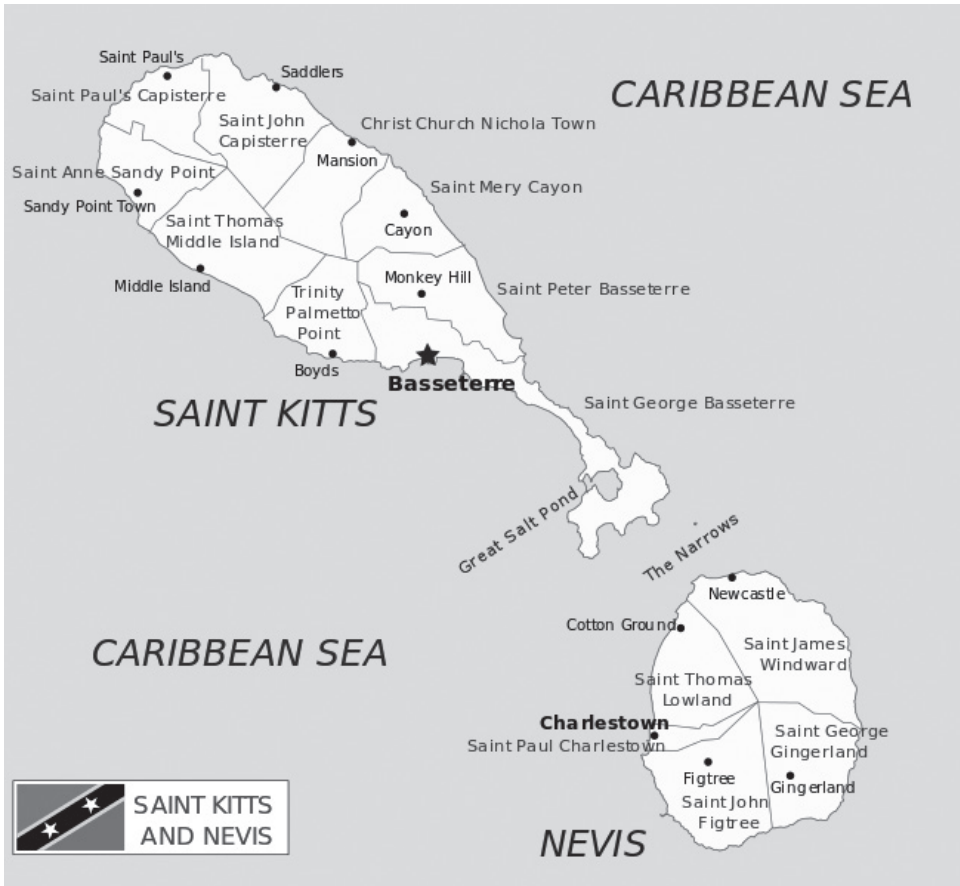 Saint Paul's
Saddlers
CARIBBEAN SEA
Saint Paul's Capisterre
Saint John
Capisterre
Christ Church Nichola Town
Mansion
Saint Anne Sandy Point
Saint Mery Cayon
Sandy Point Town
Saint Thomas
Middle Island
Cayon
Middle Island
Monkey Hill
Saint Peter Basseterre
Trinity
Palmetto
Point
Boyds
Basseterre
SAINT KITTS
Saint George Basseterre
Great Salt Pond
The Narrows
Newcastle
Cotton Ground
CARIBBEAN SEA
Saint James
Windward
Saint Thomas
Lowland
Charlestown
Saint Paul Charlestown
Saint George
Gingerland
Figtree
Gingerland
Saint John
Figtree
SAINT KITTS
AND NEVIS
NEVIS